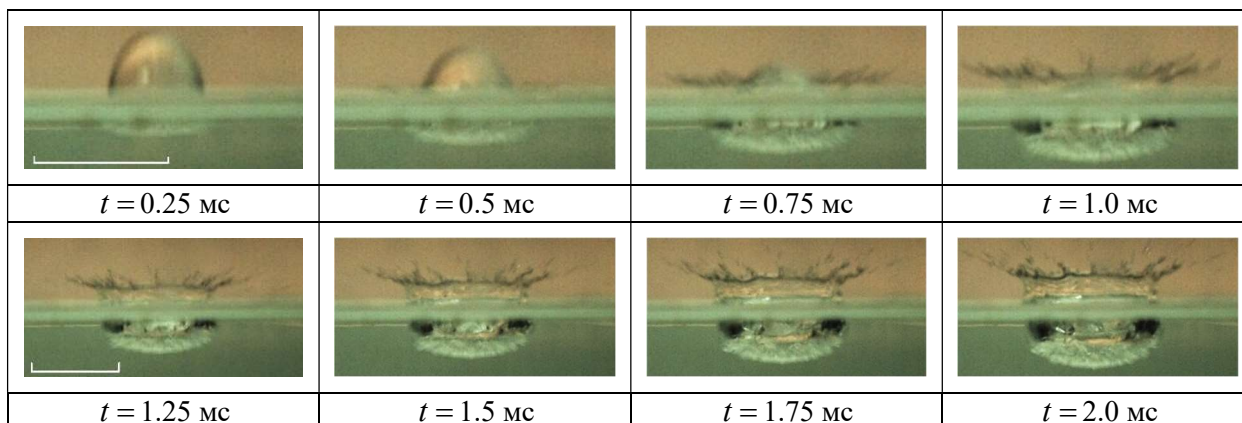 t = 0.25 мс
t = 0.5 мс
t = 0.75 мс
t = 1.0 мс
t = 1.25 мс
t = 1.5 мс
t = 1.75 мс
t = 2.0 мс